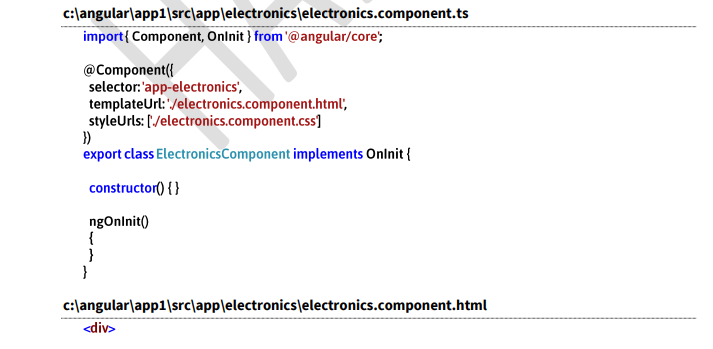 c:\angular\app1\src\app\electronics\electronics.component.ts
import { Component, OnInit } from '@angular/core';
@Component({
selector: 'app-electronics',
templateUrl: './electronics.component.html',
styleUrls: ['./electronics.component.css']
})
export class ElectronicsComponent implements OnInit {
constructor() { }
ngOnInit()
{
}
}
c:\angular\app1\src\app\electronics\electronics.component.html
<div>